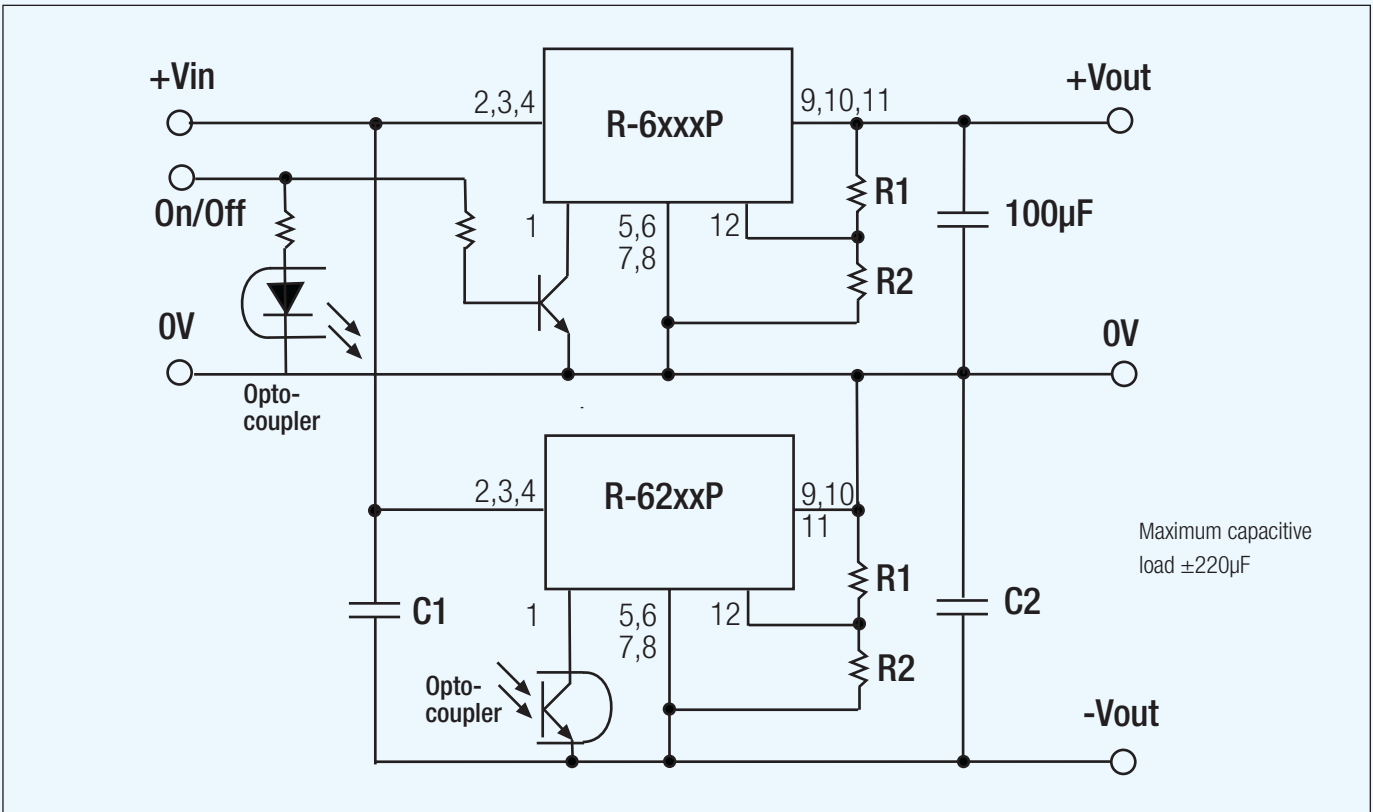 +Vin
2,3,4
R-6xxxP
9,10,11
+Vout
On/Off
1
5,6
7,8
12
R1
R2
100µF
0V
0V
Opto-
coupler
2,3,4
R-62xxP
9,10
11
Maximum capacitive
load ±220µF
C1
1
5,6
7,8
12
R1
R2
C2
Opto-
coupler
-Vout